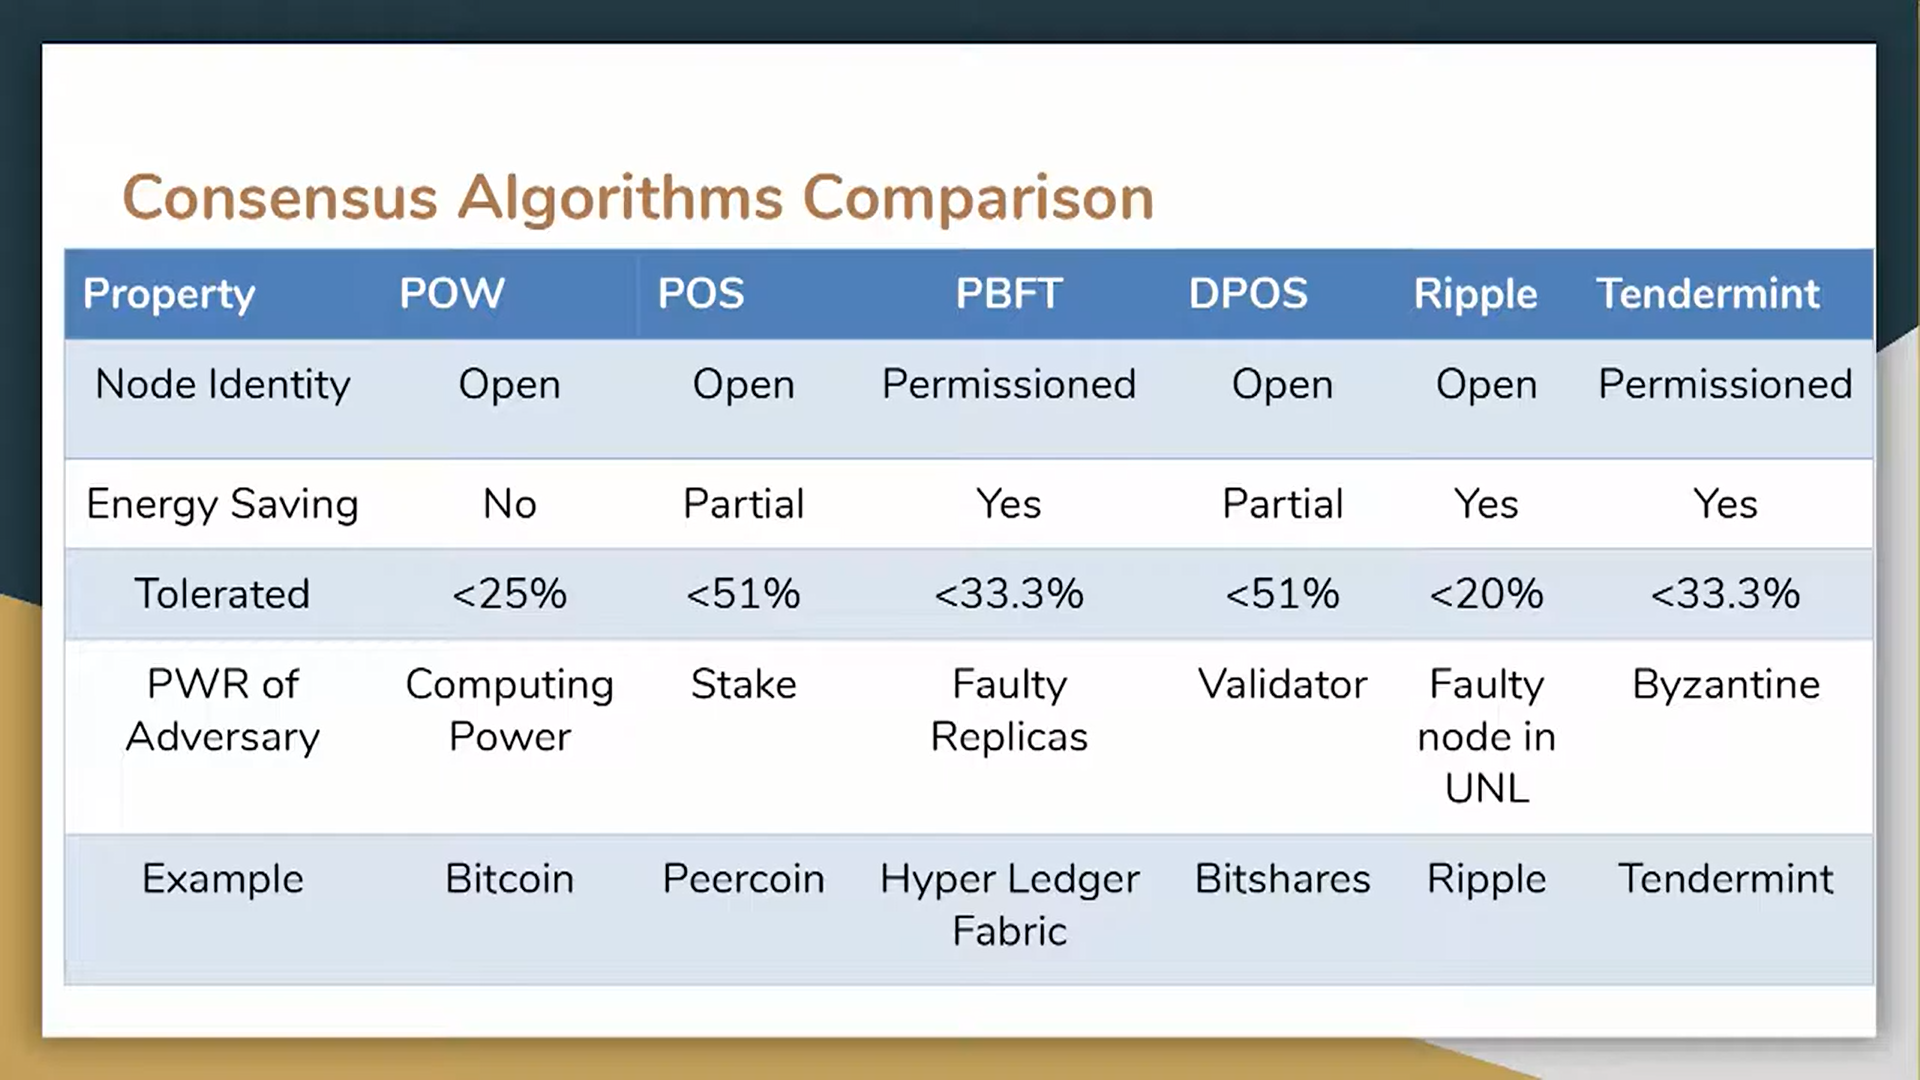 Consensus Algorithms Comparison
Property POW POS PBFT DPOS Ripple Tendermint
Node Identity Open Open Permissioned Open Open Permissioned
Energy Saving No Partial Yes Partial Yes Yes
Tolerated <25% <51% <33.3% <51% <20% <33.3%
PWR of Computing Stake Faulty Validator Faulty Byzantine
Adversary Power Replicas node in
UNL
Example Bitcoin Peercoin Hyper Ledger Bitshares Ripple Tendermint
Fabric